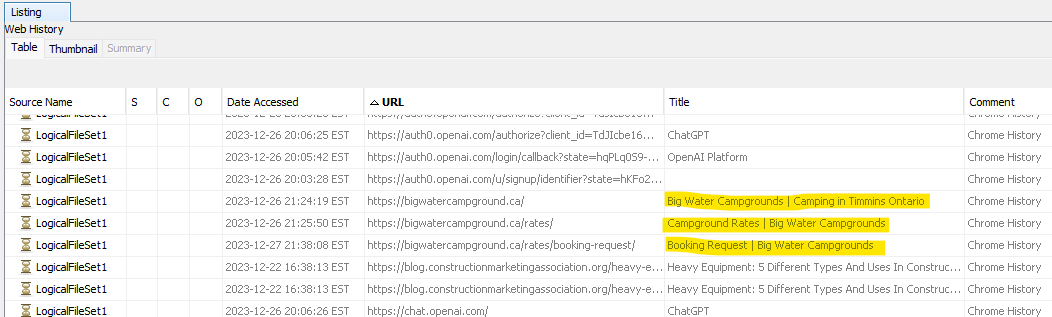 Listing
Web History
Table Thumbnail Summary
Source Name S C O Date Accessed URL Title Comment
LogicalFileSet1 2023-12-26 20:06:25 EST https://auth0.openai.com/authorize?client_id=TdJIcbe16... ChatGPT Chrome History
LogicalFileSet1 2023-12-26 20:05:42 EST https://auth0.openai.com/login/callback?state=hqPLq0S9-... OpenAI Platform Chrome History
LogicalFileSet1 2023-12-26 20:03:28 EST https://auth0.openai.com/u/signup/identifier?state=hKFo2... Chrome History
LogicalFileSet1 2023-12-26 21:24:19 EST https://bigwatercampground.ca/ Big Water Campgrounds | Camping in Timmins Ontario Chrome History
LogicalFileSet1 2023-12-26 21:25:50 EST https://bigwatercampground.ca/rates/ Campground Rates | Big Water Campgrounds Chrome History
LogicalFileSet1 2023-12-27 21:38:08 EST https://bigwatercampground.ca/rates/booking-request/ Booking Request | Big Water Campgrounds Chrome History
LogicalFileSet1 2023-12-22 16:38:13 EST https://blog.constructionmarketingassociation.org/heavy-e... Heavy Equipment: 5 Different Types And Uses In Construc... Chrome History
LogicalFileSet1 2023-12-22 16:38:13 EST https://blog.constructionmarketingassociation.org/heavy-e... Heavy Equipment: 5 Different Types And Uses In Construc... Chrome History
LogicalFileSet1 2023-12-26 20:06:26 EST https://chat.openai.com/ ChatGPT Chrome History